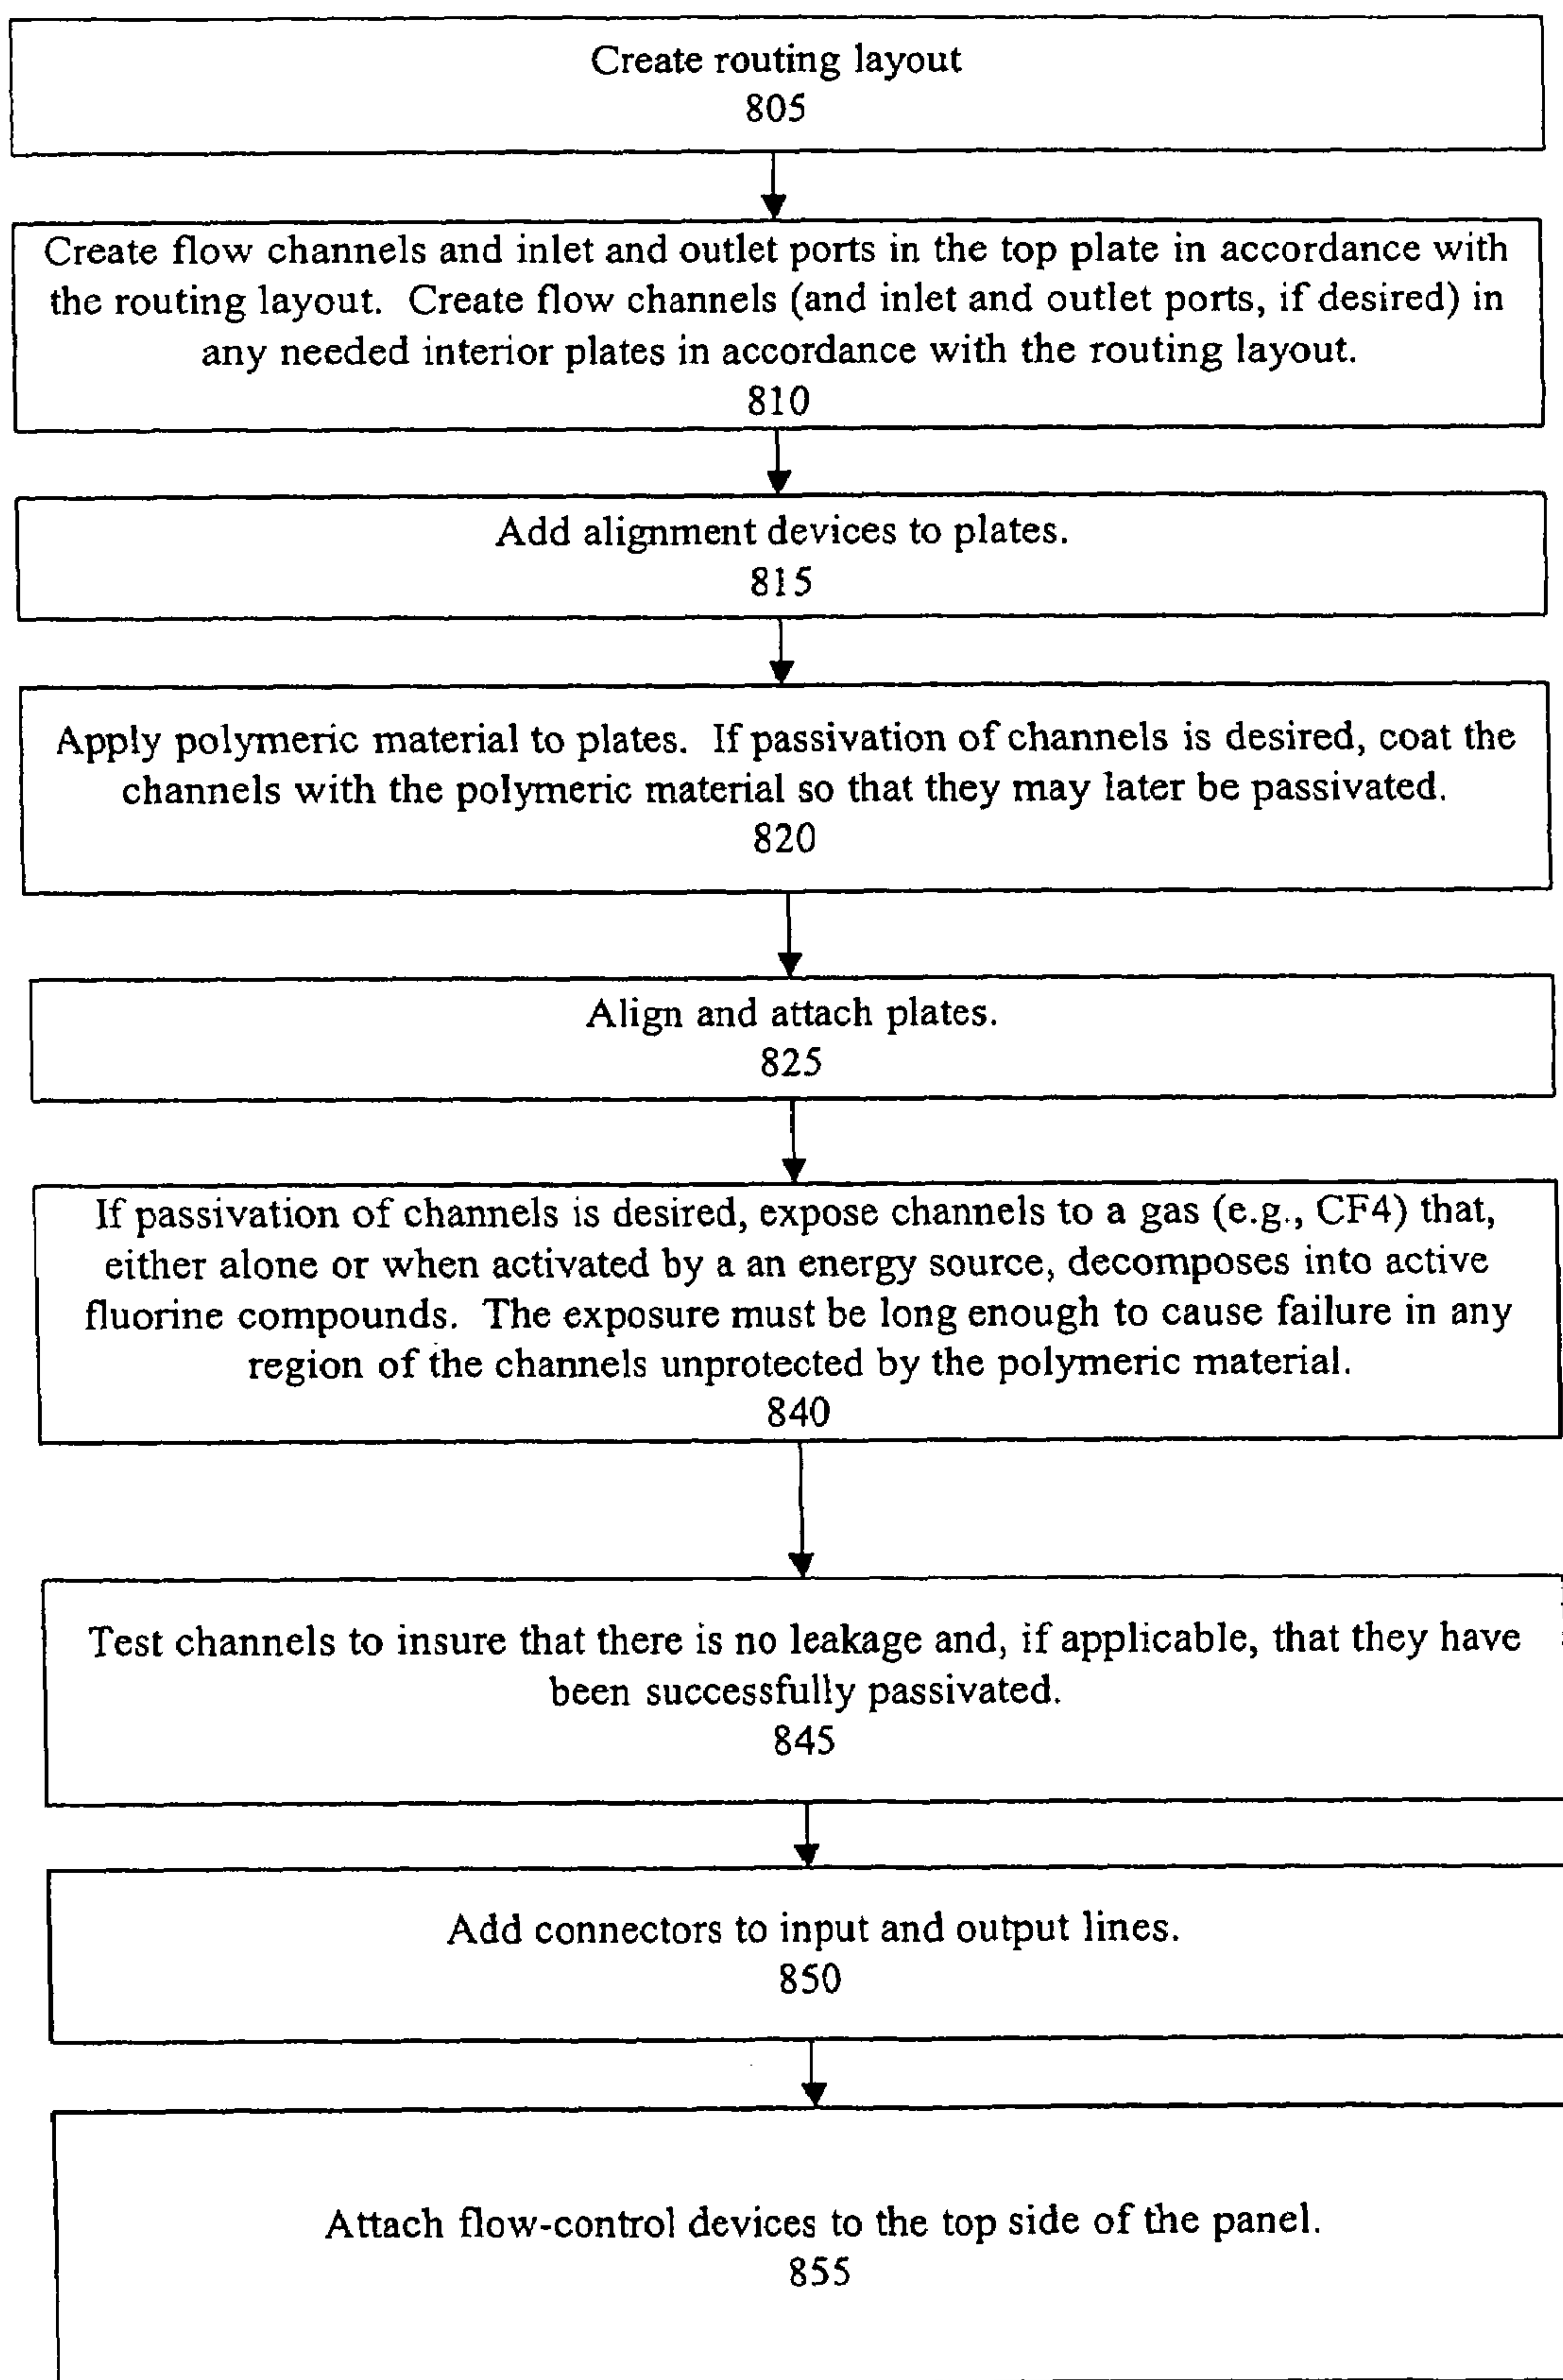 Create routing layout
805
Create flow channels and inlet and outlet ports in the top plate in accordance with
the routing layout. Create flow channels (and inlet and outlet ports, if desired) in
any needed interior plates in accordance with the routing layout.
810
Add alignment devices to plates.
815
Apply polymeric material to plates. If passivation of channels is desired, coat the
channels with the polymeric material so that they may later be passivated.
820
Align and attach plates.
825
If passivation of channels is desired, expose channels to a gas (e.g., CF4) that,
either alone or when activated by a an energy source, decomposes into active
fluorine compounds. The exposure must be long enough to cause failure in any
region of the channels unprotected by the polymeric material.
840
Test channels to insure that there is no leakage and, if applicable, that they have
been successfully passivated.
845
Add connectors to input and output lines.
850
Attach flow-control devices to the top side of the panel.
855